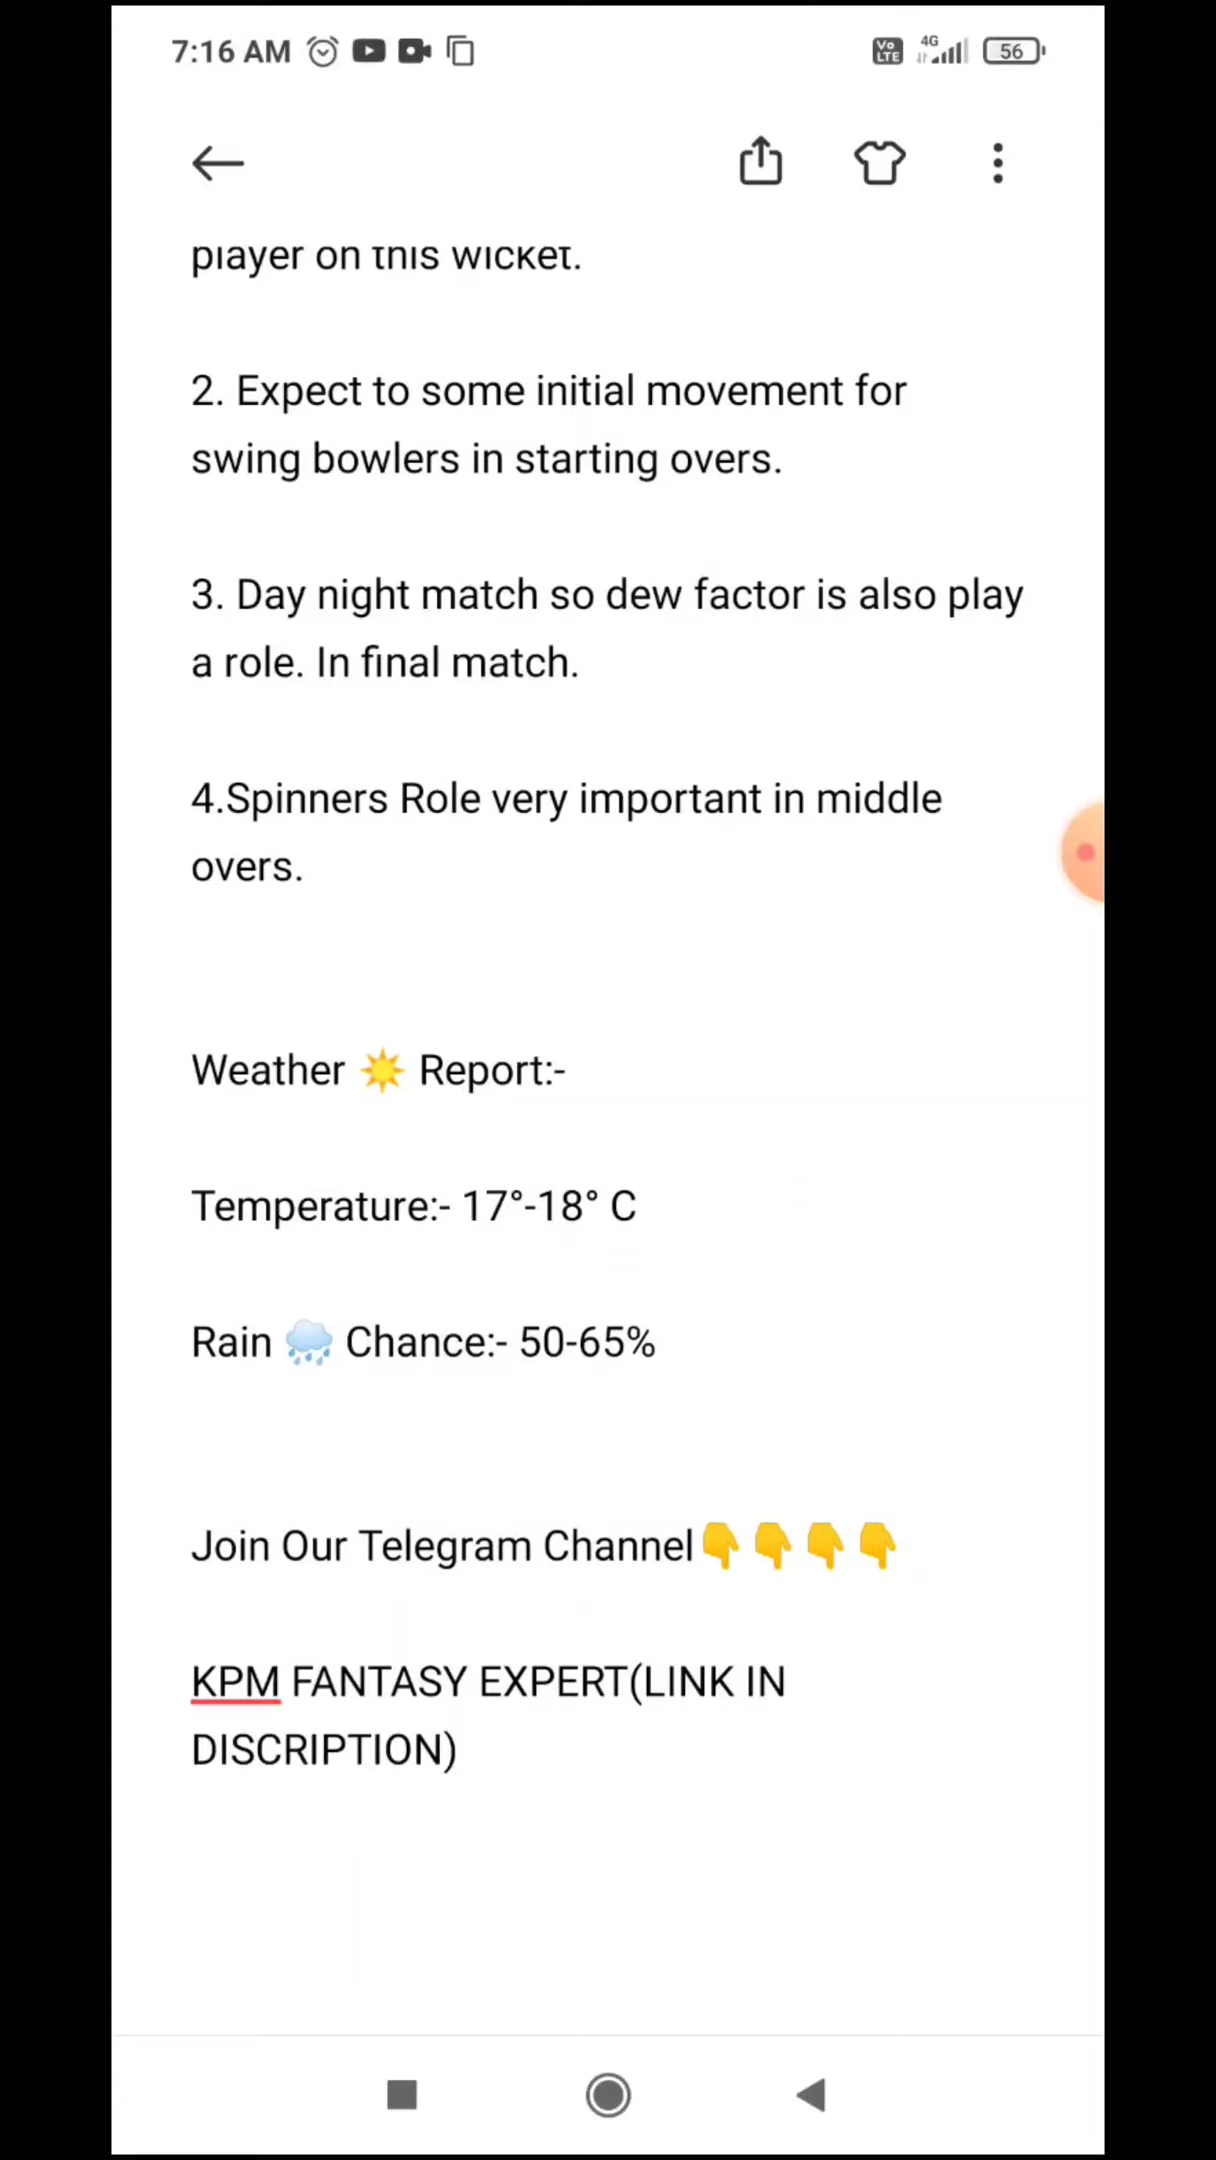 7:16 AM
Vo LTE 4G 56
player on this wicket.
2. Expect to some initial movement for
swing bowlers in starting overs.
3. Day night match so dew factor is also play
a role. In final match.
4.Spinners Role very important in middle
overs.
Weather ☀️ Report:-
Temperature:- 17°-18° C
Rain 🌧️ Chance:- 50-65%
Join Our Telegram Channel👇👇👇👇
KPM FANTASY EXPERT(LINK IN
DISCRIPTION)